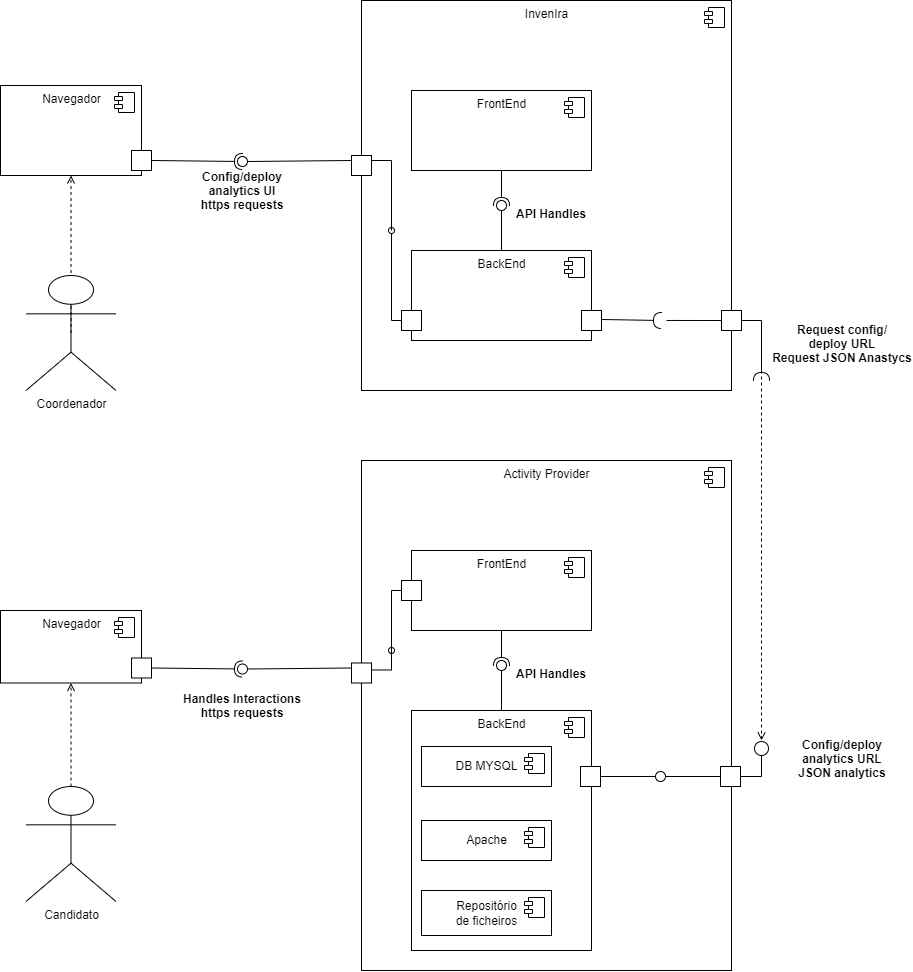 InvenIra
Navegador
FrontEnd
Config/deploy
analytics UI
https requests
API Handles
BackEnd
Request config/
deploy URL
Request JSON Anastycs
Coordenador
Activity Provider
FrontEnd
Navegador
API Handles
Handles Interactions
https requests
BackEnd
DB MYSQL
Config/deploy
analytics URL
JSON analytics
Apache
Repositório
de ficheiros
Candidato